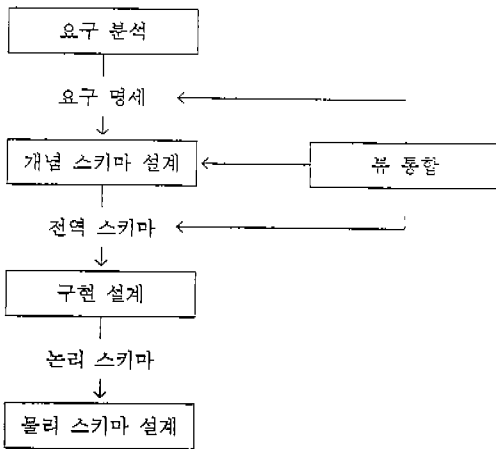 요구 분석
요구 명세
개념 스키마 설계
뷰 통합
전역 스키마
구현 설계
논리 스키마
물리 스키마 설계